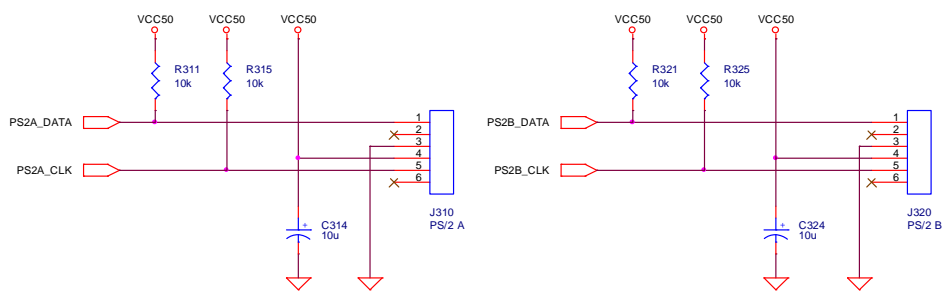 VCC50 VCC50 VCC50
R311
10k
R315
10k
PS2A_DATA
PS2A_CLK
1
2
3
4
5
6
J310
PS/2 A
C314
10u
+
VCC50 VCC50 VCC50
R321
10k
R325
10k
PS2B_DATA
PS2B_CLK
1
2
3
4
5
6
J320
PS/2 B
C324
10u
+